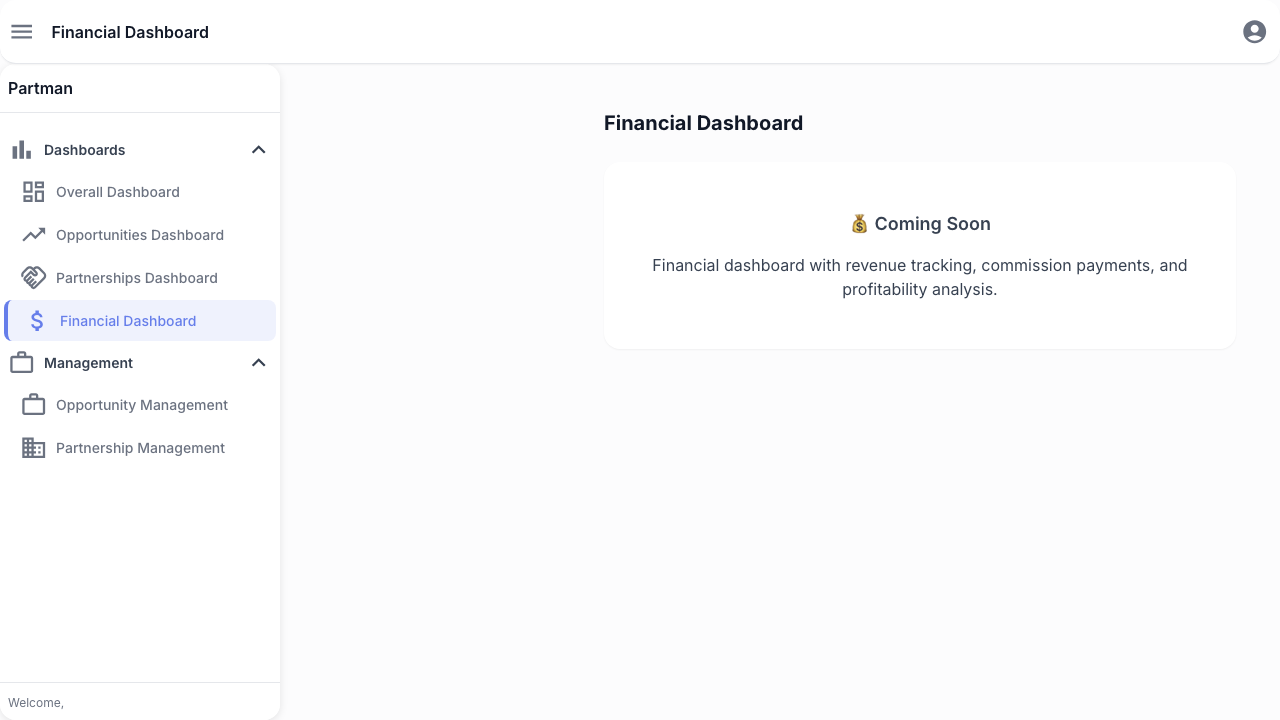 Financial Dashboard
Partman
Dashboards
Overall Dashboard
Opportunities Dashboard
Partnerships Dashboard
Financial Dashboard
Management
Opportunity Management
Partnership Management
Welcome,
Financial Dashboard
💰 Coming Soon
Financial dashboard with revenue tracking, commission payments, and
profitability analysis.